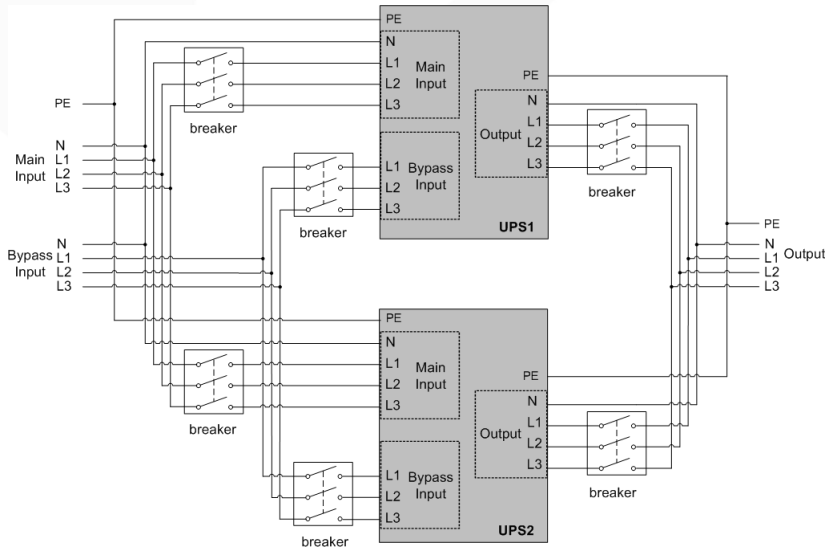 PE
N
Main L1
Input L2
L3
N
Bypass L1
Input L2
L3
breaker
breaker
PE
N
L1 Main
L2 Input
L3
L1 Bypass
L2 Input
L3
PE
N
L1
Output L2
L3
UPS1
breaker
PE
N
L1 Output
L2
L3
breaker
breaker
PE
N
L1 Main
L2 Input
L3
L1 Bypass
L2 Input
L3
PE
N
L1
Output L2
L3
UPS2
breaker